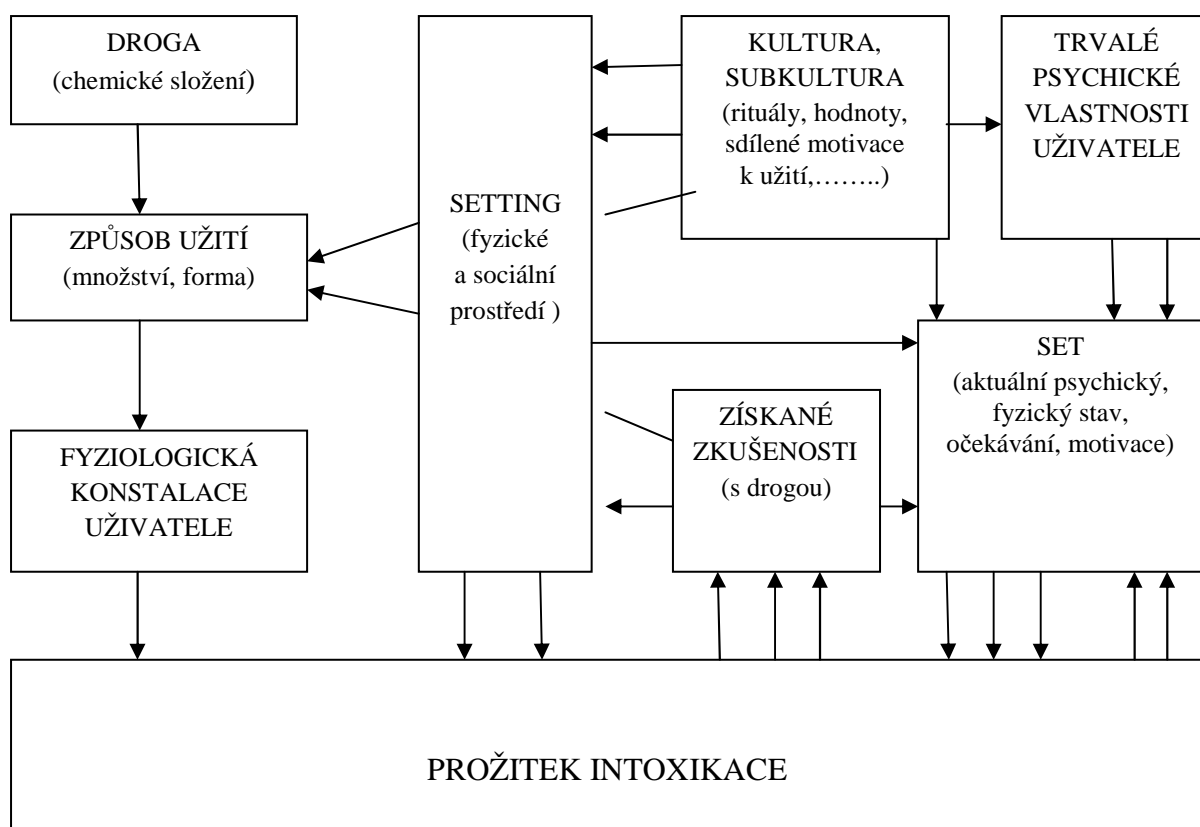 DROGA
(chemické složení)
ZPŮSOB UŽITÍ
(množství, forma)
FYZIOLOGICKÁ
KONSTALACE
UŽIVATELE
SETTING
(fyzické
a sociální
prostředí )
KULTURA,
SUBKULTURA
(rituály, hodnoty,
sdílené motivace
k užití,……..)
TRVALÉ
PSYCHICKÉ
VLASTNOSTI
UŽIVATELE
ZÍSKANÉ
ZKUŠENOSTI
(s drogou)
SET
(aktuální psychický,
fyzický stav,
očekávání, motivace)
PROŽITEK INTOXIKACE